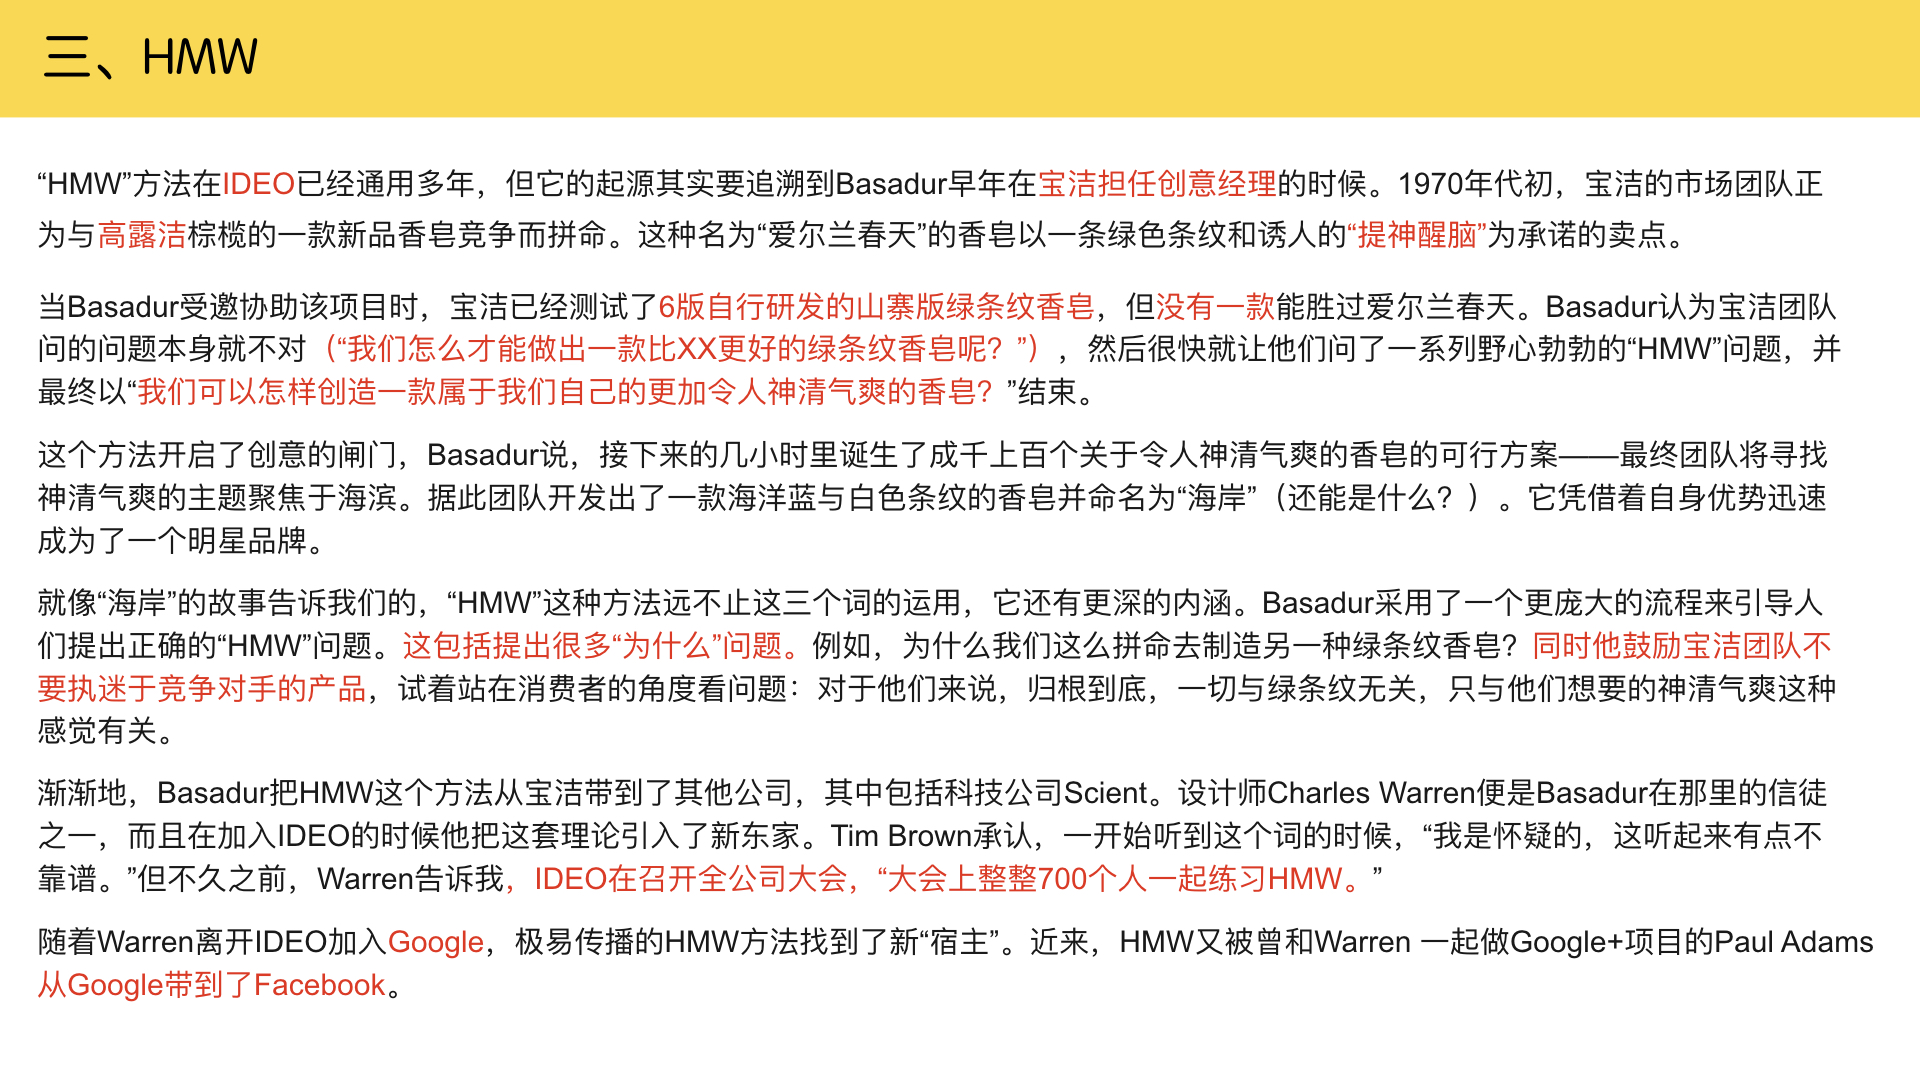 三、HMW
“HMW”方法在IDEO已经通用多年，但它的起源其实要追溯到Basadur早年在宝洁担任创意经理的时候。1970年代初，宝洁的市场团队正
为与高露洁棕榄的一款新品香皂竞争而拼命。这种名为“爱尔兰春天”的香皂以一条绿色条纹和诱人的“提神醒脑”为承诺的卖点。
当Basadur受邀协助该项目时，宝洁已经测试了6版自行研发的山寨版绿条纹香皂，但没有一款能胜过爱尔兰春天。Basadur认为宝洁团队
问的问题本身就不对（“我们怎么才能做出一款比XX更好的绿条纹香皂呢？”），然后很快就让他们问了一系列野心勃勃的“HMW”问题，并
最终以“我们可以怎样创造一款属于我们自己的更加令人神清气爽的香皂？”结束。
这个方法开启了创意的闸门，Basadur说，接下来的几小时里诞生了成千上百个关于令人神清气爽的香皂的可行方案——最终团队将寻找
神清气爽的主题聚焦于海滨。据此团队开发出了一款海洋蓝与白色条纹的香皂并命名为“海岸”（还能是什么？）。它凭借着自身优势迅速
成为了一个明星品牌。
就像“海岸”的故事告诉我们的，“HMW”这种方法远不止这三个词的运用，它还有更深的内涵。Basadur采用了一个更庞大的流程来引导人
们提出正确的“HMW”问题。这包括提出很多“为什么”问题。例如，为什么我们这么拼命去制造另一种绿条纹香皂？同时他鼓励宝洁团队不
要执迷于竞争对手的产品，试着站在消费者的角度看问题：对于他们来说，归根到底，一切与绿条纹无关，只与他们想要的神清气爽这种
感觉有关。
渐渐地，Basadur把HMW这个方法从宝洁带到了其他公司，其中包括科技公司Scient。设计师Charles Warren便是Basadur在那里的信徒
之一，而且在加入IDEO的时候他把这套理论引入了新东家。Tim Brown承认，一开始听到这个词的时候，“我是怀疑的，这听起来有点不
靠谱。”但不久之前，Warren告诉我，IDEO在召开全公司大会，“大会上整整700个人一起练习HMW。”
随着Warren离开IDEO加入Google，极易传播的HMW方法找到了新“宿主”。近来，HMW又被曾和Warren 一起做Google+项目的Paul Adams
从Google带到了Facebook。